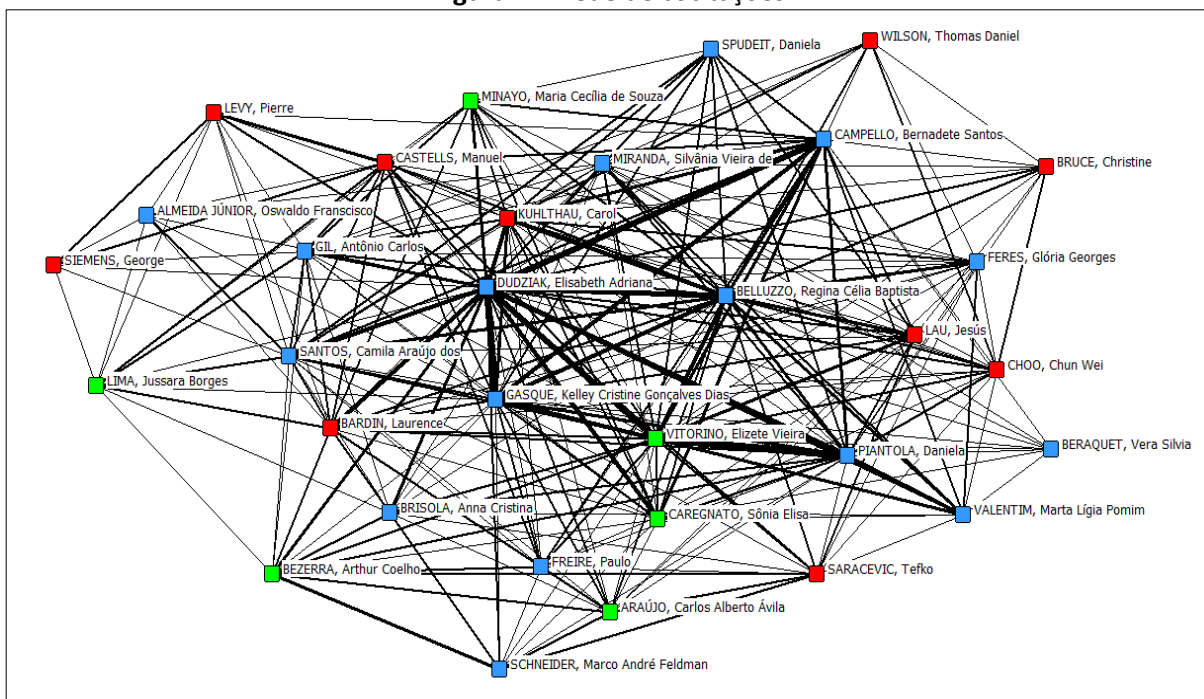 WILSON, Thomas Daniel
SPUDEIT, Daniela
MINAYO, Maria Cecília de Souza
LEVY, Pierre
CAMPELLO, Bernadete Santos
CASTELLS, Manuel
MIRANDA, Silvânia Vieira de
BRUCE, Christine
ALMEIDA JÚNIOR, Oswaldo Franscisco
KUHLTHAU, Carol
GIL, Antônio Carlos
SIEMENS, George
FERES, Glória Georges
DUDZIAK, Elisabeth Adriana
BELLUZZO, Regina Célia Baptista
LAU, Jesús
SANTOS, Camila Araújo dos
CHOO, Chun Wei
LIMA, Jussara Borges
GASQUE, Kelley Cristine Gonçalves Dias
BARDIN, Laurence
VITORINO, Elizete Vieira
BERAQUET, Vera Silvia
PIANTOLA, Daniela
BRISOLA, Anna Cristina
CAREGNATO, Sônia Elisa
VALENTIM, Marta Lígia Pomim
FREIRE, Paulo
BEZERRA, Arthur Coelho
SARACEVIC, Tefko
ARAÚJO, Carlos Alberto Ávila
SCHNEIDER, Marco André Feldman